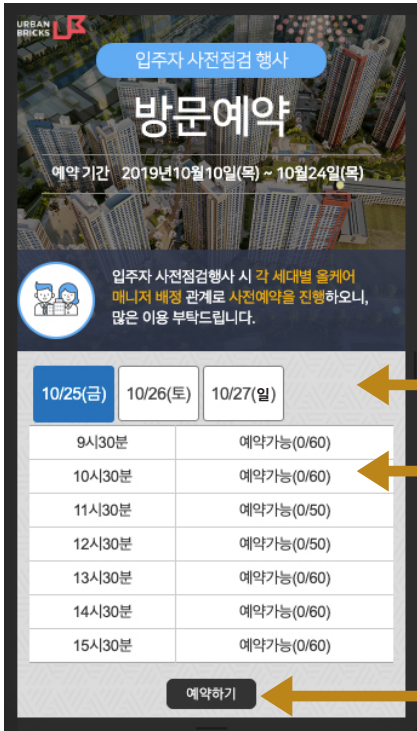 URBAN
BRICKS
입주자 사전점검 행사
방문예약
예약 기간 2019년10월10일(목) ~ 10월24일(목)
입주자 사전점검행사 시 각 세대별 올케어
매니저 배정 관계로 사전예약을 진행하오니,
많은 이용 부탁드립니다.
10/25(금) 10/26(토) 10/27(일)
9시30분 예약가능(0/60)
10시30분 예약가능(0/60)
11시30분 예약가능(0/50)
12시30분 예약가능(0/50)
13시30분 예약가능(0/60)
14시30분 예약가능(0/60)
15시30분 예약가능(0/60)
예약하기